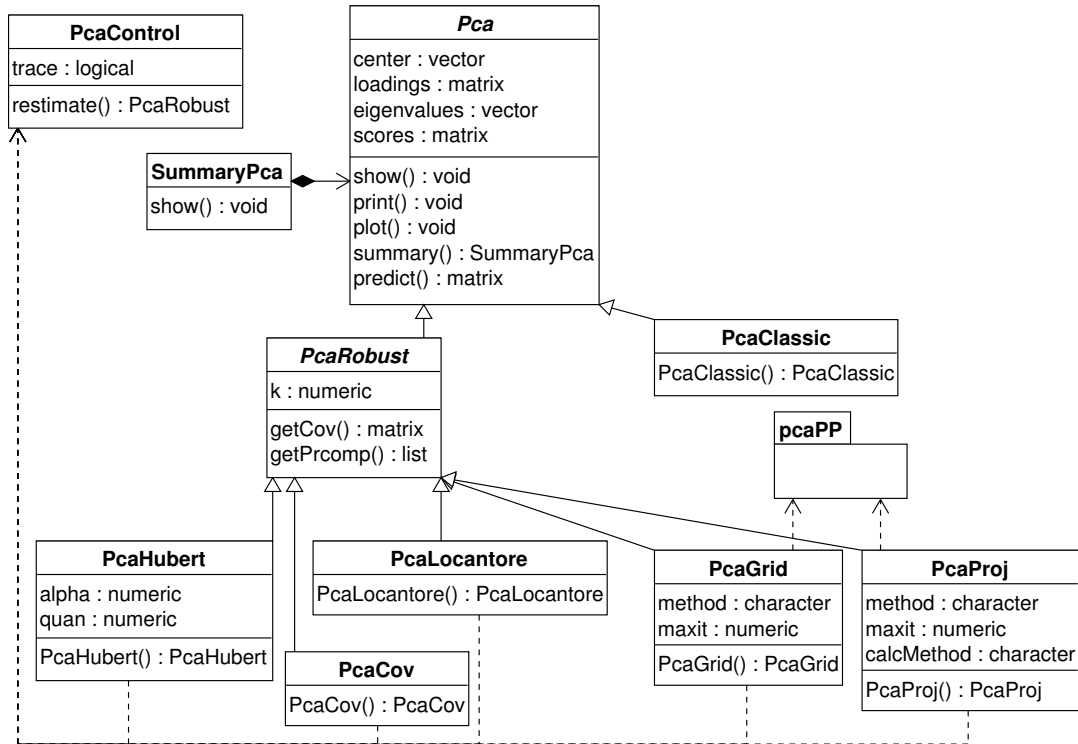 PcaControl
trace : logical
restimate() : PcaRobust
Pca
center : vector
loadings : matrix
eigenvalues : vector
scores : matrix
show() : void
print() : void
plot() : void
summary() : SummaryPca
predict() : matrix
SummaryPca
show() : void
PcaClassic
PcaClassic() : PcaClassic
PcaRobust
k : numeric
getCov() : matrix
getPrcomp() : list
pcaPP
PcaHubert
alpha : numeric
quan : numeric
PcaHubert() : PcaHubert
PcaCov
PcaCov() : PcaCov
PcaLocantore
PcaLocantore() : PcaLocantore
PcaGrid
method : character
maxit : numeric
PcaGrid() : PcaGrid
PcaProj
method : character
maxit : numeric
calcMethod : character
PcaProj() : PcaProj